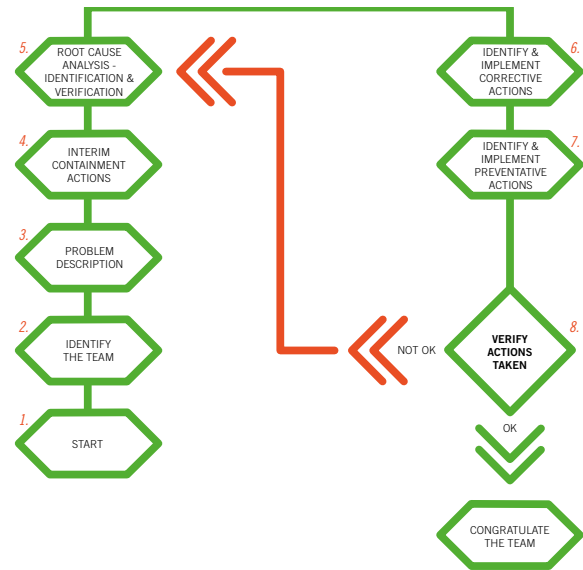 5.
ROOT CAUSE
ANALYSIS -
IDENTIFICATION &
VERIFICATION
4.
INTERIM
CONTAINMENT
ACTIONS
3.
PROBLEM
DESCRIPTION
2.
IDENTIFY
THE TEAM
1.
START
6.
IDENTIFY &
IMPLEMENT
CORRECTIVE
ACTIONS
7.
IDENTIFY &
IMPLEMENT
PREVENTATIVE
ACTIONS
8.
VERIFY
ACTIONS
TAKEN
NOT OK
OK
CONGRATULATE
THE TEAM